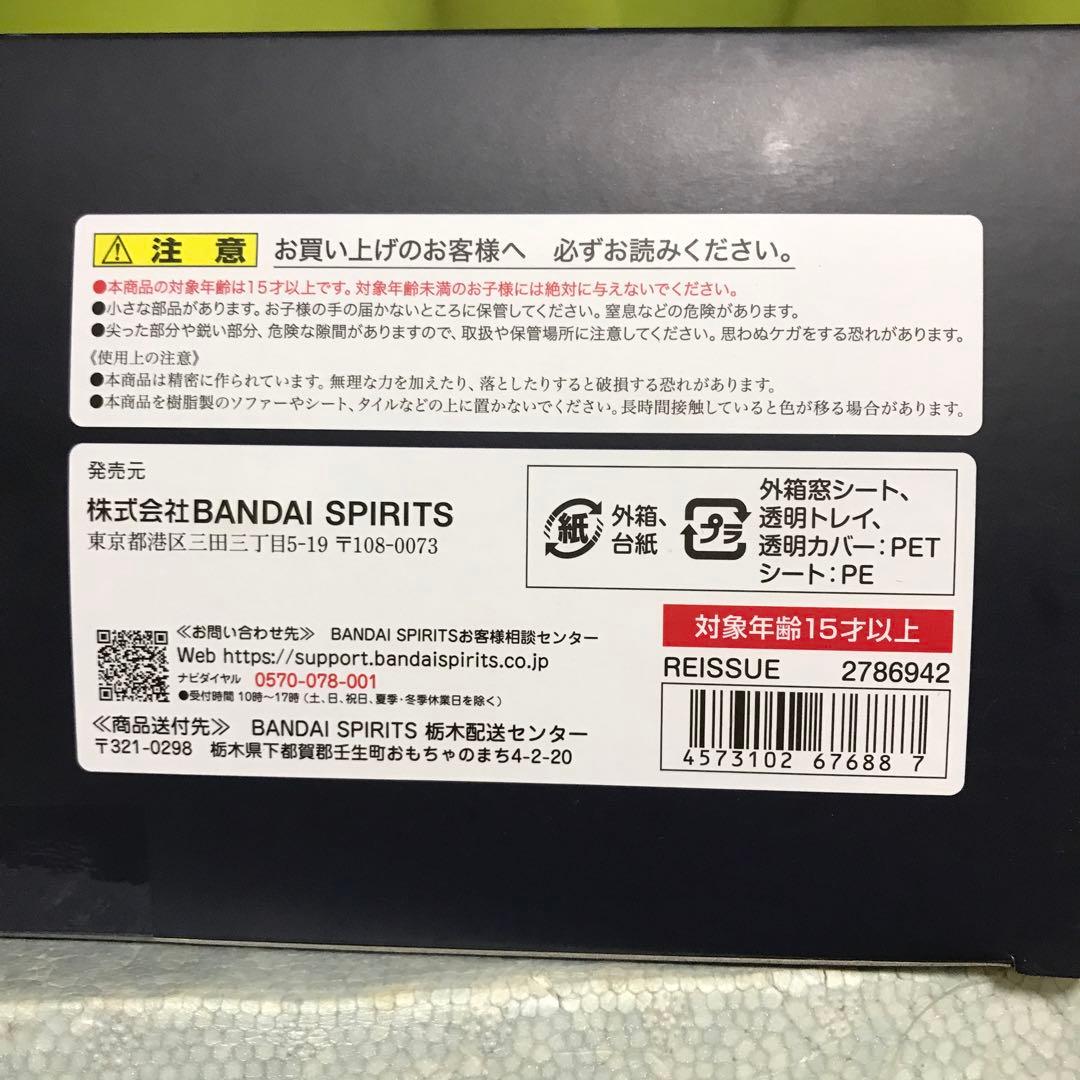 注意 お買い上げのお客様へ 必ずお読みください。
●本商品の対象年齢は15才以上です。対象年齢未満のお子様には絶対に与えないでください。
●小さな部品があります。お子様の手の届かないところに保管してください。窒息などの危険があります。
●尖った部分や鋭い部分、危険な隙間がありますので、取扱や保管場所に注意してください。思わぬケガをする恐れがあります。
《使用上の注意》
●本商品は精密に作られています。無理な力を加えたり、落としたりすると破損する恐れがあります。
●本商品を樹脂製のソファーやシート、タイルなどの上に置かないでください。長時間接触していると色が移る場合があります。
発売元
株式会社BANDAI SPIRITS
東京都港区三田三丁目5-19 〒108-0073
紙 外箱、
台紙
プラ 外箱窓シート、
透明トレイ、
透明カバー：PET
シート：PE
≪お問い合わせ先≫ BANDAI SPIRITSお客様相談センター
Web https://support.bandaispirits.co.jp
ナビダイヤル 0570-078-001
●受付時間 10時〜17時（土、日、祝日、夏季・冬季休業日を除く）
≪商品送付先≫ BANDAI SPIRITS 栃木配送センター
〒321-0298 栃木県下都賀郡壬生町おもちゃのまち4-2-20
対象年齢15才以上
REISSUE 2786942
4573102 67688 7